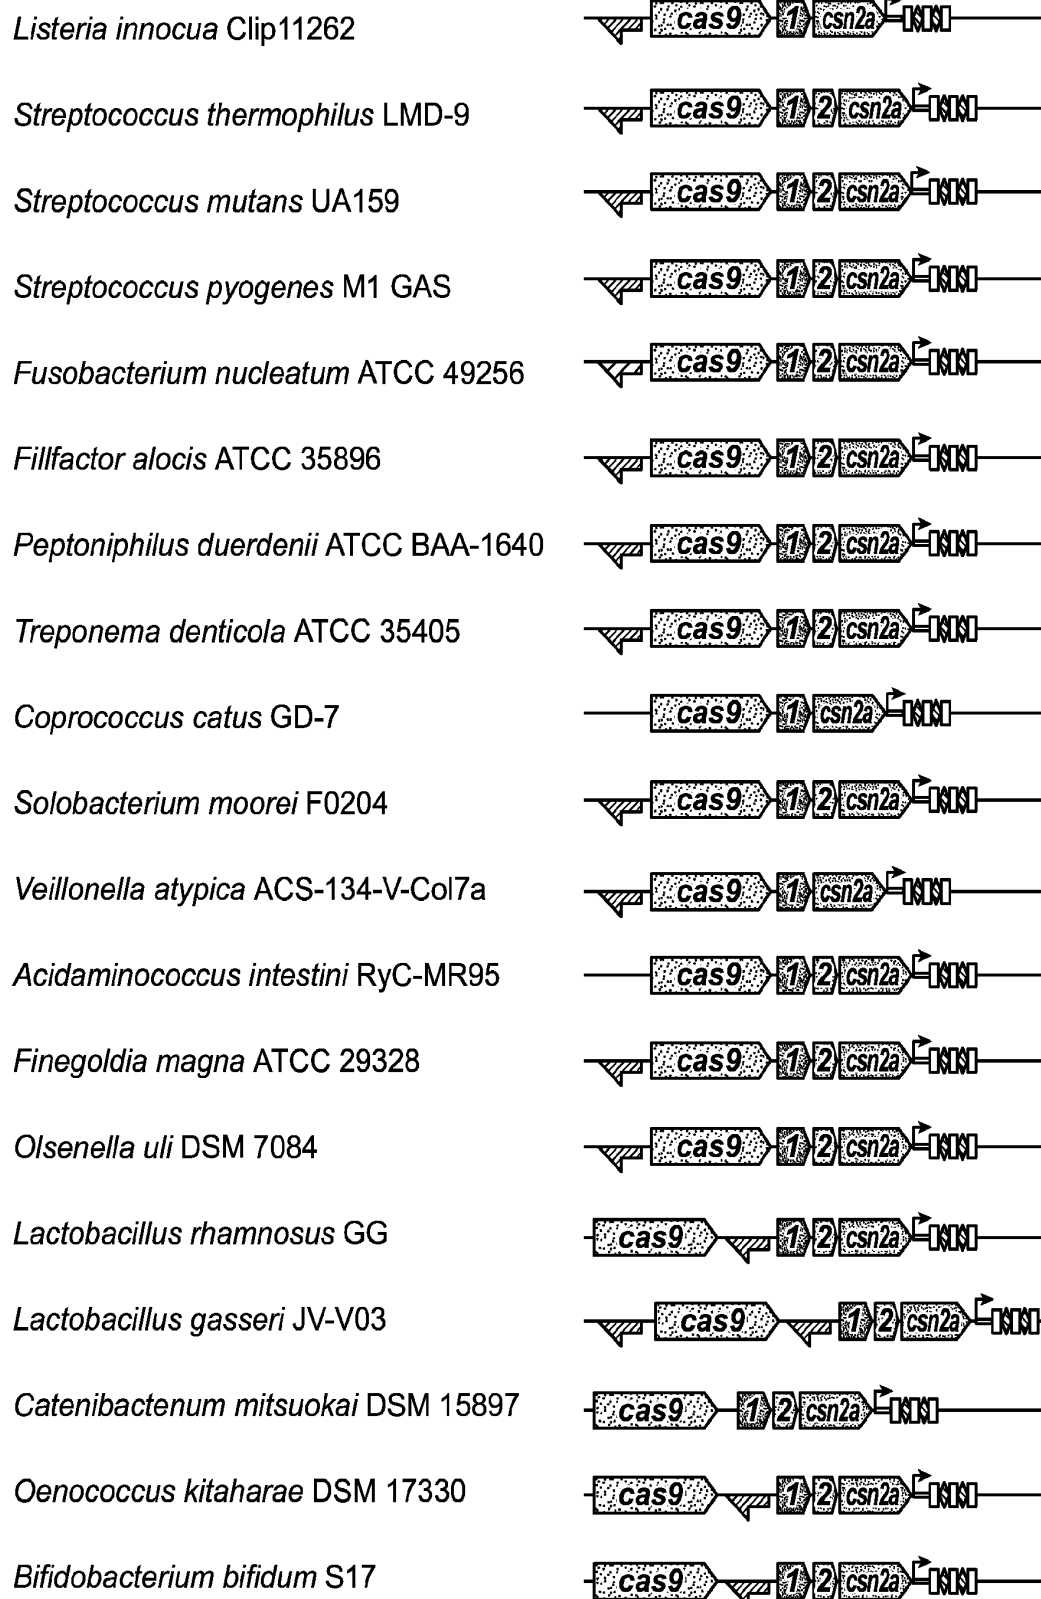 Listeria innocua Clip11262 cas9 1 csn2a
Streptococcus thermophilus LMD-9 cas9 1 2 csn2a
Streptococcus mutans UA159 cas9 1 2 csn2a
Streptococcus pyogenes M1 GAS cas9 1 2 csn2a
Fusobacterium nucleatum ATCC 49256 cas9 1 2 csn2a
Fillfactor alocis ATCC 35896 cas9 1 2 csn2a
Peptoniphilus duerdenii ATCC BAA-1640 cas9 1 2 csn2a
Treponema denticola ATCC 35405 cas9 1 2 csn2a
Coprococcus catus GD-7 cas9 1 csn2a
Solobacterium moorei F0204 cas9 1 2 csn2a
Veillonella atypica ACS-134-V-Col7a cas9 1 csn2a
Acidaminococcus intestini RyC-MR95 cas9 1 2 csn2a
Finegoldia magna ATCC 29328 cas9 1 2 csn2a
Olsenella uli DSM 7084 cas9 1 2 csn2a
Lactobacillus rhamnosus GG cas9 1 2 csn2a
Lactobacillus gasseri JV-V03 cas9 1 2 csn2a
Catenibactenum mitsuokai DSM 15897 cas9 1 2 csn2a
Oenococcus kitaharae DSM 17330 cas9 1 2 csn2a
Bifidobacterium bifidum S17 cas9 1 2 csn2a